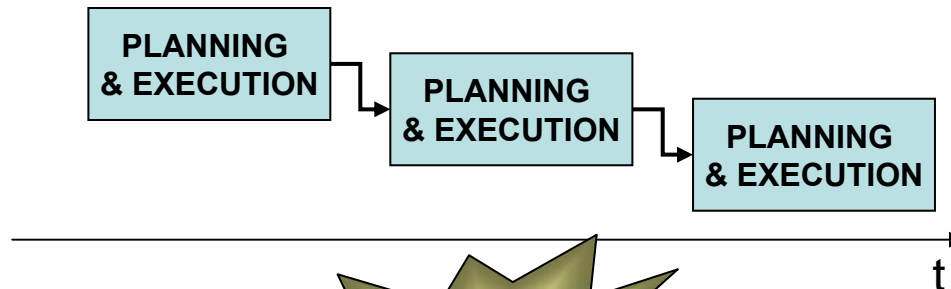 PLANNING
& EXECUTION
PLANNING
& EXECUTION
PLANNING
& EXECUTION
t